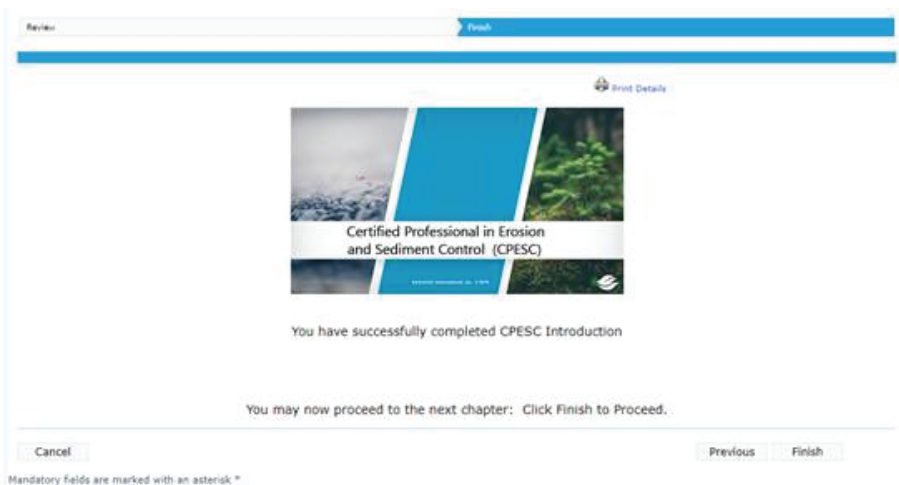 Review
Finish
Print Details
Certified Professional in Erosion
and Sediment Control (CPESC)
You have successfully completed CPESC Introduction
You may now proceed to the next chapter: Click Finish to Proceed.
Cancel
Previous
Finish
Mandatory fields are marked with an asterisk *